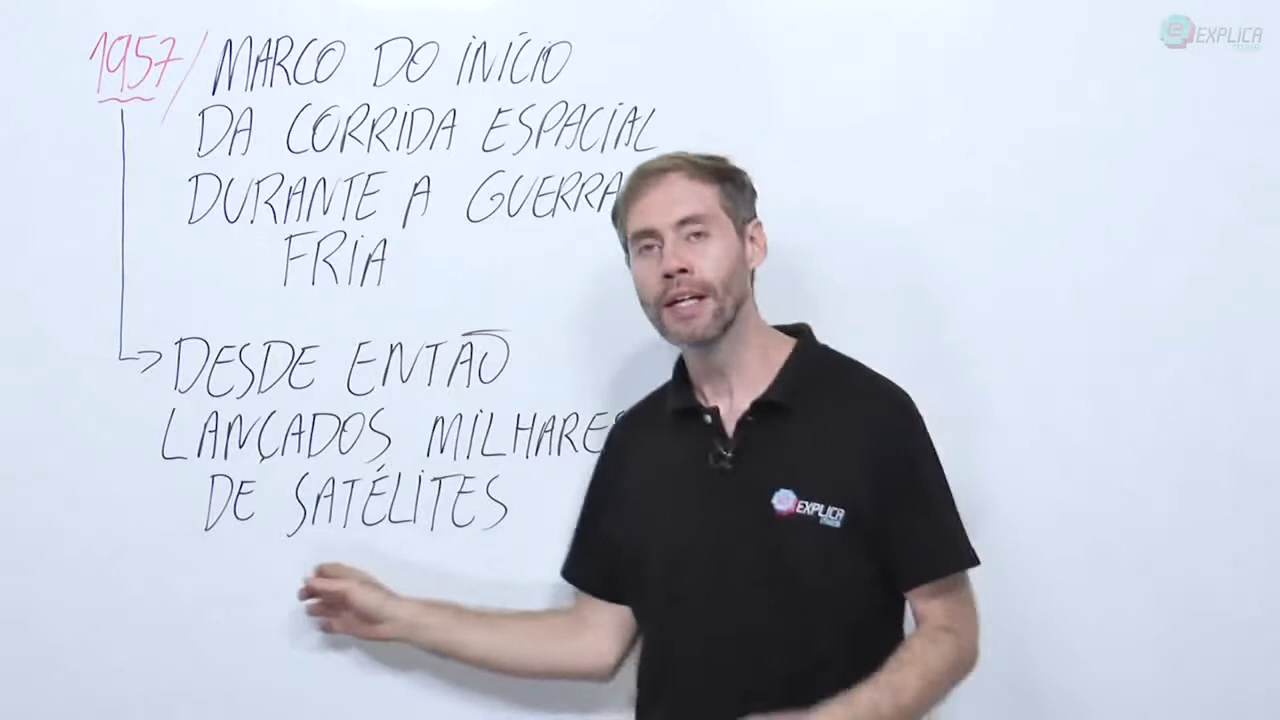 1957/ MARCO DO INÍCIO
DA CORRIDA ESPACIAL
DURANTE A GUERRA
FRIA
DESDE ENTÃO
LANÇADOS MILHARES
DE SATÉLITES
EXPLICA
EXPLICA